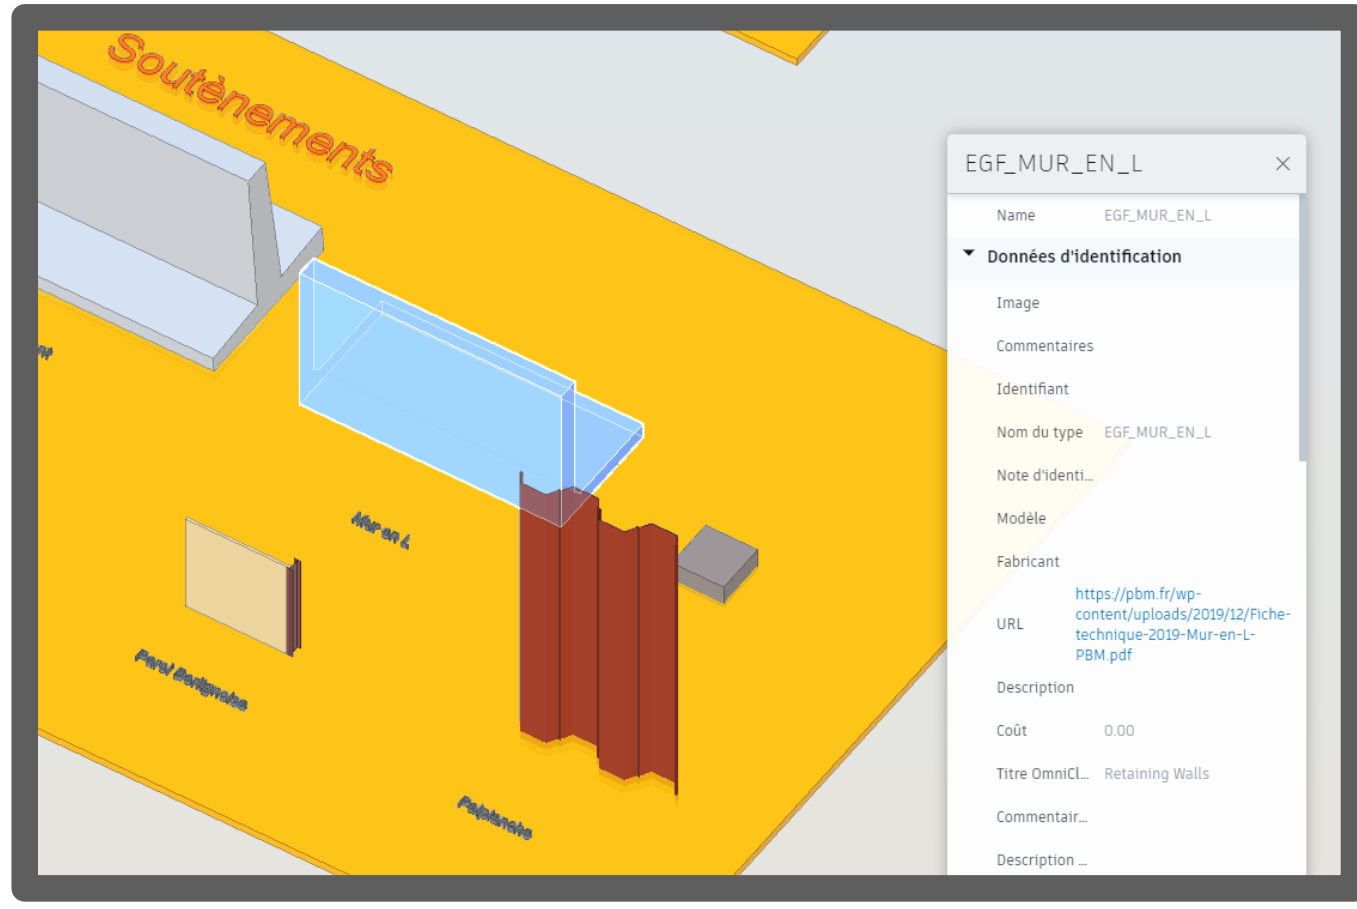 Soutènements
Mur en L
Paroi Berlignoise
Palplanche
EGF_MUR_EN_L
Name EGF_MUR_EN_L
Données d'identification
Image
Commentaires
Identifiant
Nom du type EGF_MUR_EN_L
Note d'identi...
Modèle
Fabricant
URL https://pbm.fr/wp-
content/uploads/2019/12/Fiche-
technique-2019-Mur-en-L-
PBM.pdf
Description
Coût 0.00
Titre OmniCl... Retaining Walls
Commentair...
Description ...